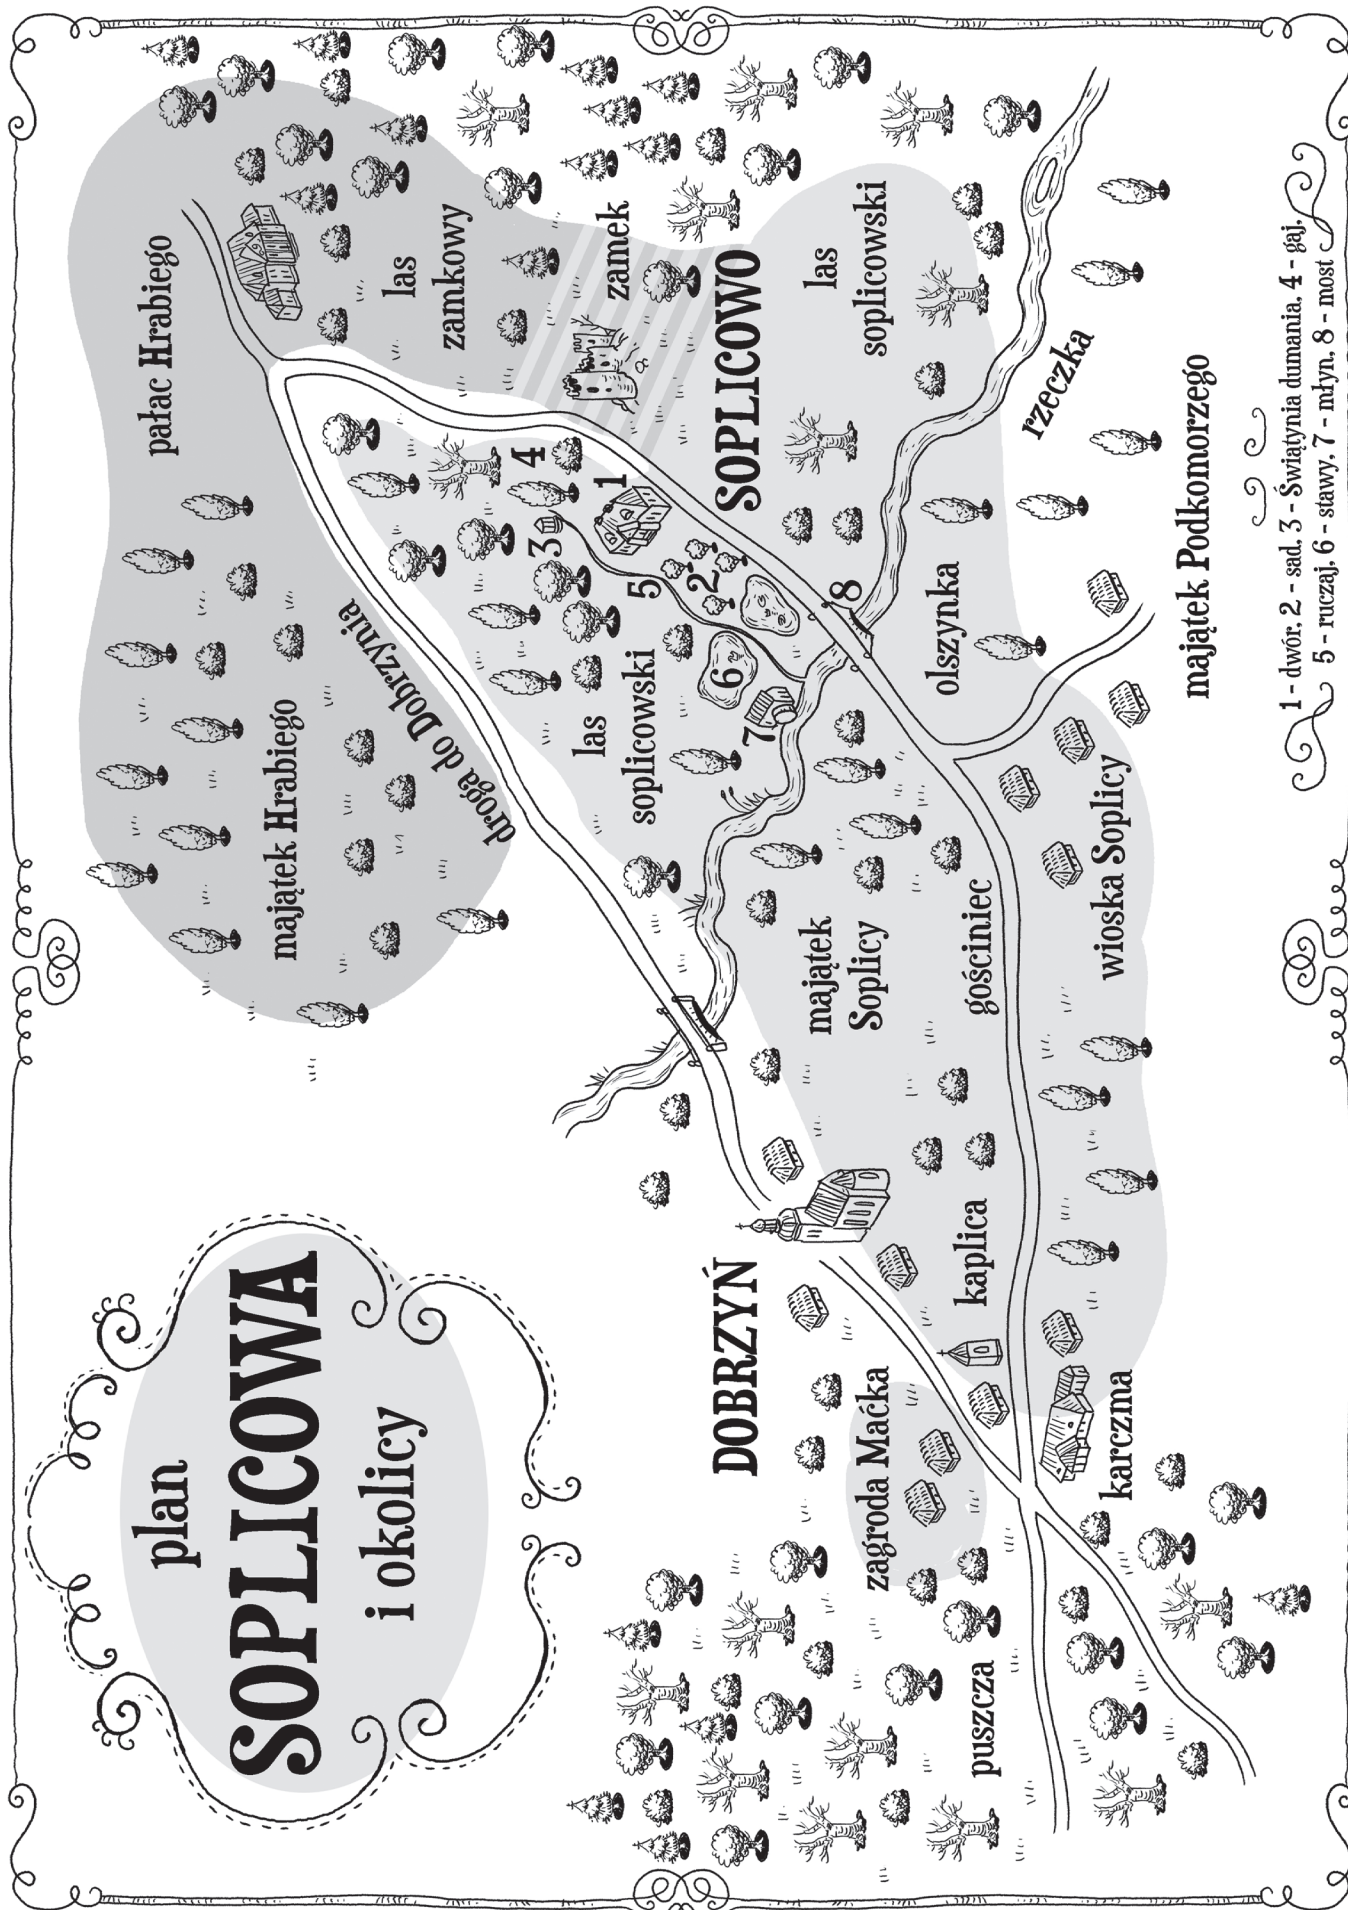 plan
SOPLICOWA
i okolicy
pałac Hrabiego
majątek Hrabiego
droga do Dobrzynia
las
zamkowy
zamek
SOPLICOWO
las
soplicowski
4
1
3
5
2
6
7
8
las
soplicowski
rzeczka
olszynka
majątek Podkomorzego
majątek
Soplicy
gościniec
wioska Soplicy
DOBRZYŃ
kaplica
zagroda Maćka
karczma
puszcza
1 - dwór, 2 - sad, 3 - Świątynia dumania, 4 - gaj,
5 - ruczaj, 6 - stawy, 7 - młyn, 8 - most